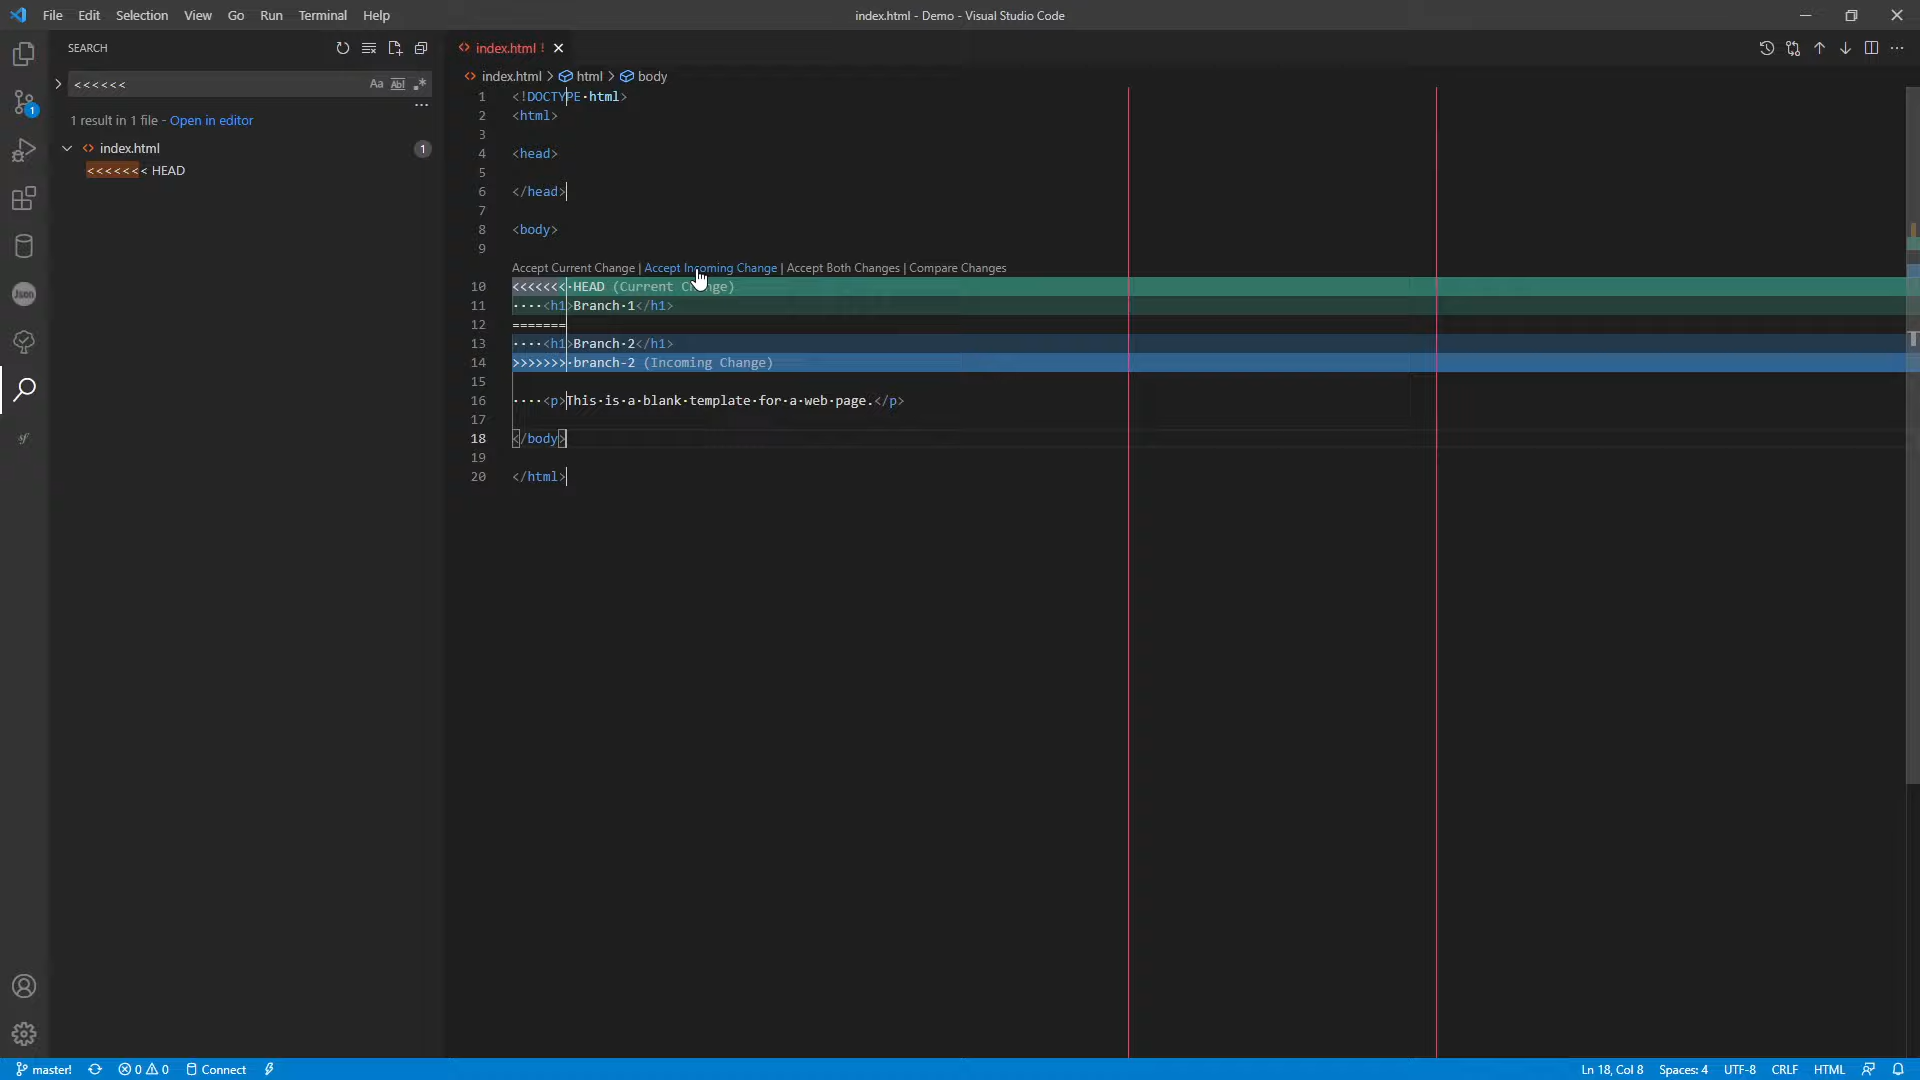 File Edit Selection View Go Run Terminal Help
index.html - Demo - Visual Studio Code
SEARCH
<<<<<<
Aa Abl .*
1 result in 1 file - Open in editor
index.html 1
<<<<<<< HEAD
1
Json
sf
index.html !
index.html > html > body
1 <!DOCTYPE·html>
2 <html>
3
4 <head>
5
6 </head>
7
8 <body>
9
Accept Current Change | Accept Incoming Change | Accept Both Changes | Compare Changes
10 <<<<<<<·HEAD (Current Change)
11 ····<h1>Branch·1</h1>
12 =======
13 ····<h1>Branch·2</h1>
14 >>>>>>>·branch-2 (Incoming Change)
15
16 ····<p>This·is·a·blank·template·for·a·web·page.</p>
17
18 </body>
19
20 </html>
master! 0 0 Connect
Ln 18, Col 8 Spaces: 4 UTF-8 CRLF HTML